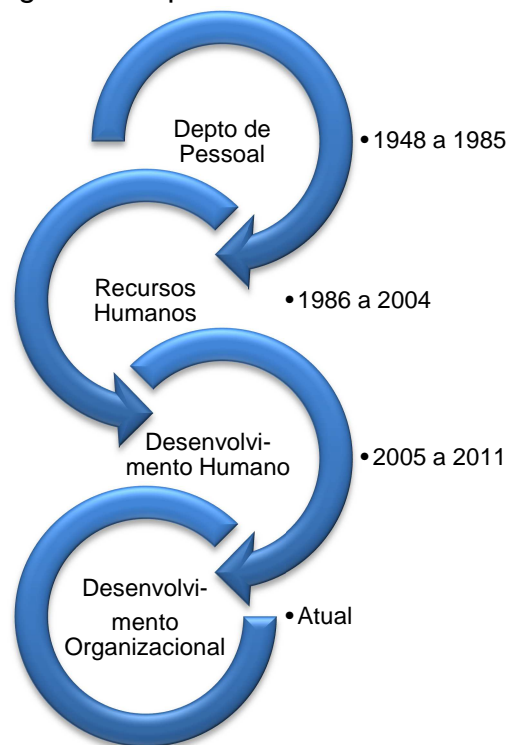 Depto de
Pessoal
•1948 a 1985
Recursos
Humanos
•1986 a 2004
Desenvolvi-
mento Humano
•2005 a 2011
Desenvolvi-
mento
Organizacional
•Atual